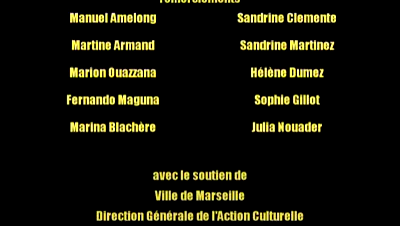 remerciements
Manuel Amelong Sandrine Clemente
Martine Armand Sandrine Martinez
Marion Ouazzana Hélène Dumez
Fernando Maguna Sophie Gillot
Marina Blachère Julia Nouader
avec le soutien de
Ville de Marseille
Direction Générale de l'Action Culturelle